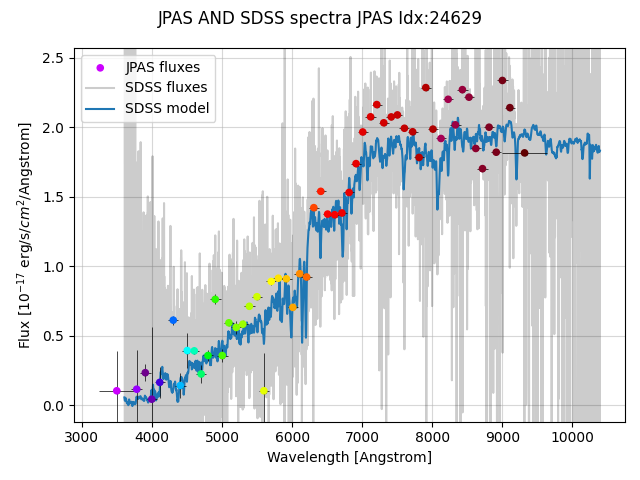 JPAS AND SDSS spectra JPAS Idx:24629
JPAS fluxes
SDSS fluxes
SDSS model
Flux [10⁻¹⁷ erg/s/cm²/Angstrom]
2.5
2.0
1.5
1.0
0.5
0.0
3000 4000 5000 6000 7000 8000 9000 10000
Wavelength [Angstrom]